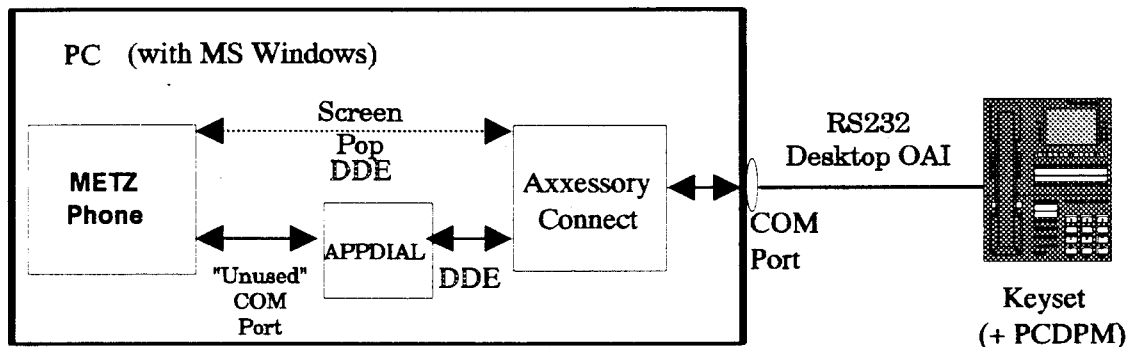 PC (with MS Windows)
Screen
Pop
DDE
METZ
Phone
Axxessory
Connect
APPDIAL
DDE
"Unused"
COM
Port
COM
Port
RS232
Desktop OAI
Keyset
(+ PCDPM)